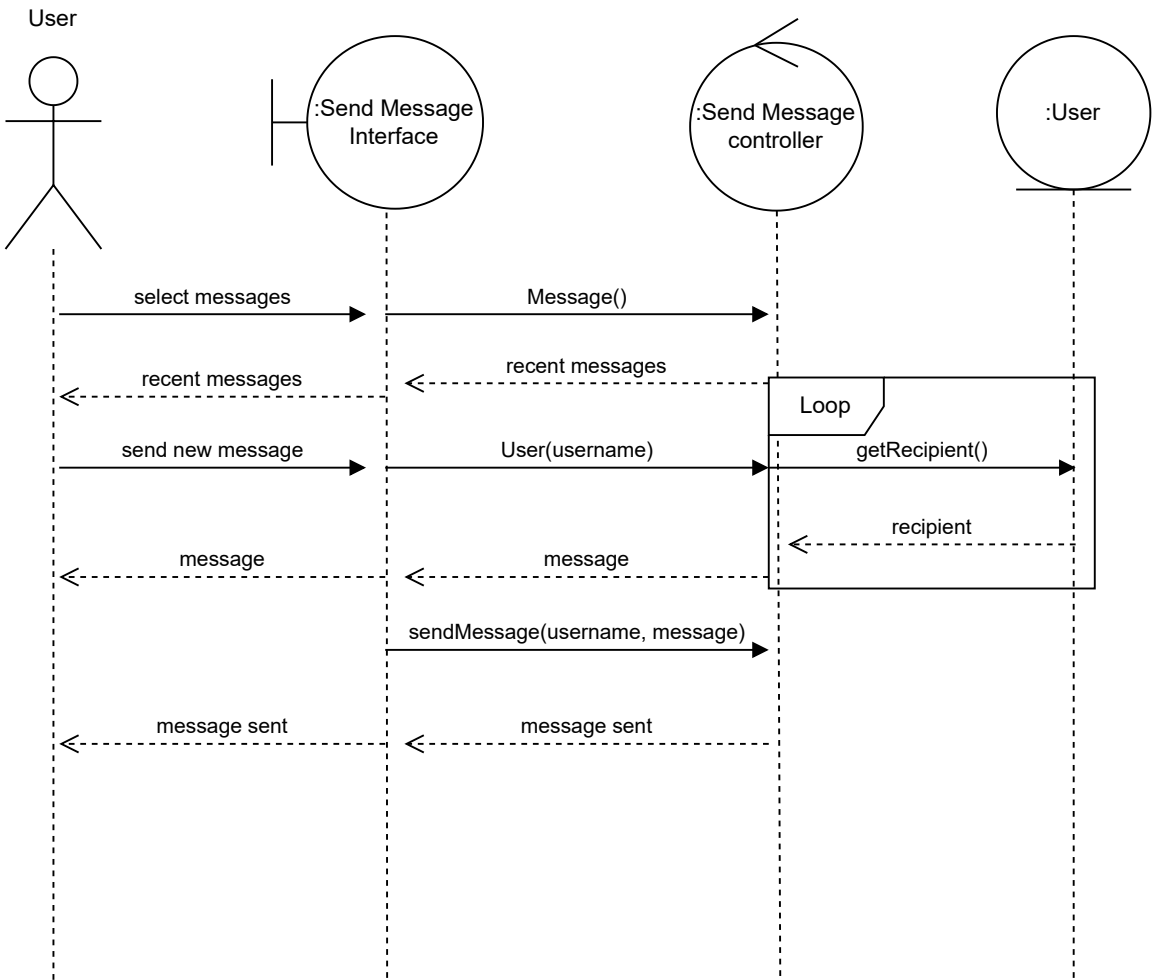 User
:Send Message
Interface
:Send Message
controller
:User
select messages
Message()
recent messages
recent messages
Loop
send new message
User(username)
getRecipient()
recipient
message
message
sendMessage(username, message)
message sent
message sent